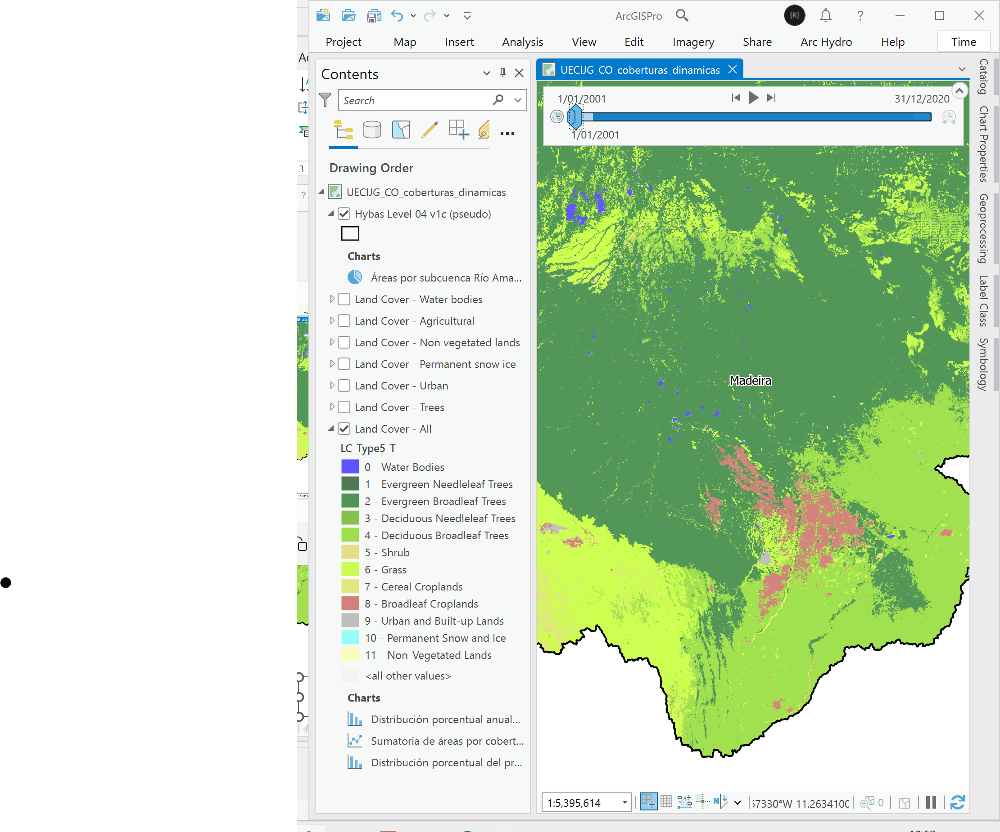 ArcGISPro
Project Map Insert Analysis View Edit Imagery Share Arc Hydro Help Time
Contents
Search
Drawing Order
UECIJG_CO_coberturas_dinamicas
Hybas Level 04 v1c (pseudo)
Charts
Áreas por subcuenca Río Ama...
Land Cover - Water bodies
Land Cover - Agricultural
Land Cover - Non vegetated lands
Land Cover - Permanent snow ice
Land Cover - Urban
Land Cover - Trees
Land Cover - All
LC_Type5_T
0 - Water Bodies
1 - Evergreen Needleleaf Trees
2 - Evergreen Broadleaf Trees
3 - Deciduous Needleleaf Trees
4 - Deciduous Broadleaf Trees
5 - Shrub
6 - Grass
7 - Cereal Croplands
8 - Broadleaf Croplands
9 - Urban and Built-up Lands
10 - Permanent Snow and Ice
11 - Non-Vegetated Lands
<all other values>
Charts
Distribución porcentual anual...
Sumatoria de áreas por cobert...
Distribución porcentual del pr...
UECIJG_CO_coberturas_dinamicas
1/01/2001
31/12/2020
1/01/2001
Madeira
1:5,395,614
57330°W 11.2634100
0
Catalog
Chart Properties
Geoprocessing
Label Class
Symbology
3
?